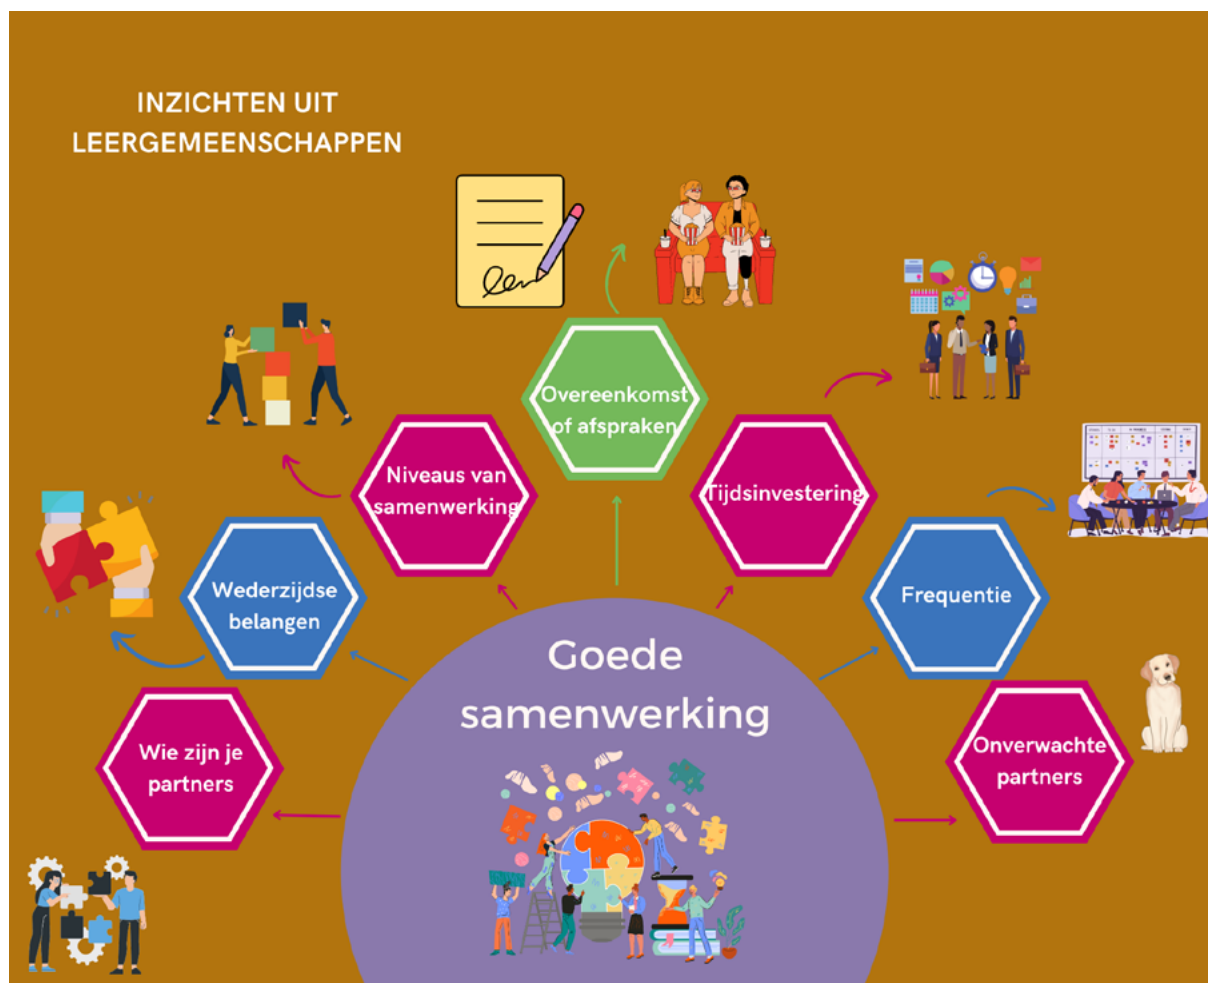 INZICHTEN UIT
LEERGEMEENSCHAPPEN
Overeenkomst
of afspraken
Niveaus van
samenwerking
Tijdsinvestering
Wederzijdse
belangen
Frequentie
Goede
samenwerking
Wie zijn je
partners
Onverwachte
partners